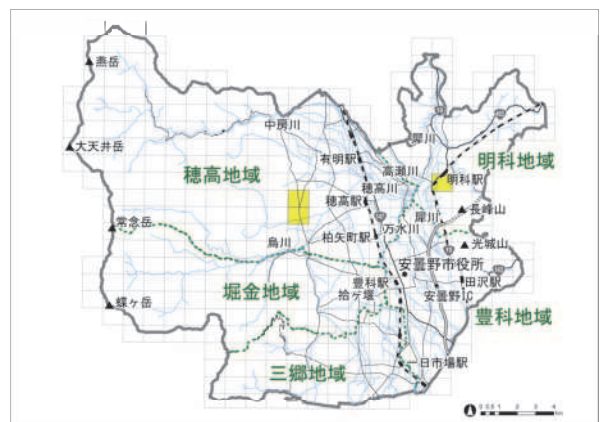 燕岳
中房川
犀川
大天井岳
有明駅
高瀬川
明科地域
明科駅
穂高地域
穂高川
穂高駅
犀川
長峰山
常念岳
万水川
烏川
柏矢町駅
光城山
安曇野市役所
豊科駅
田沢駅
堀金地域
拾ケ堰
安曇野IC
蝶ヶ岳
豊科地域
一日市場駅
三郷地域